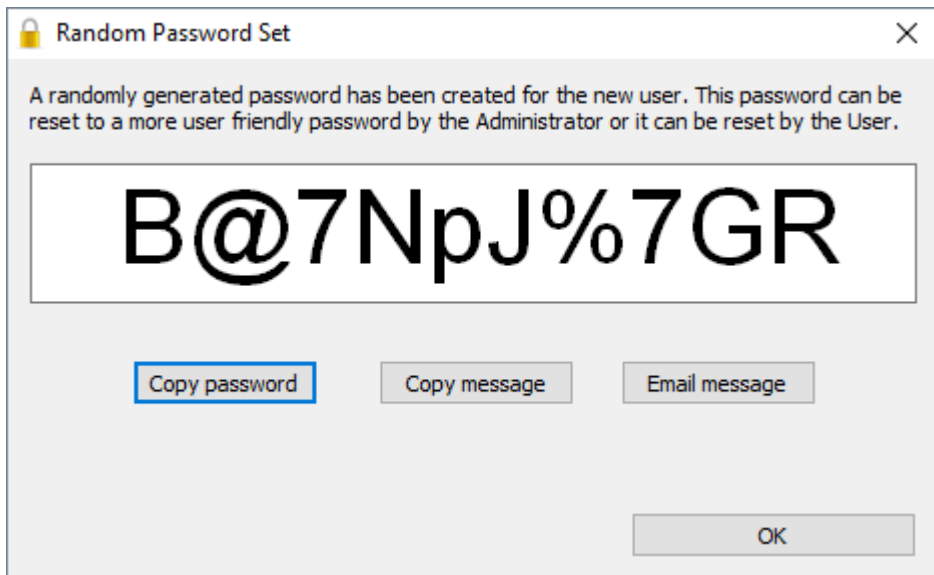 Random Password Set
A randomly generated password has been created for the new user. This password can be
reset to a more user friendly password by the Administrator or it can be reset by the User.
B@7NpJ%7GR
Copy password
Copy message
Email message
OK